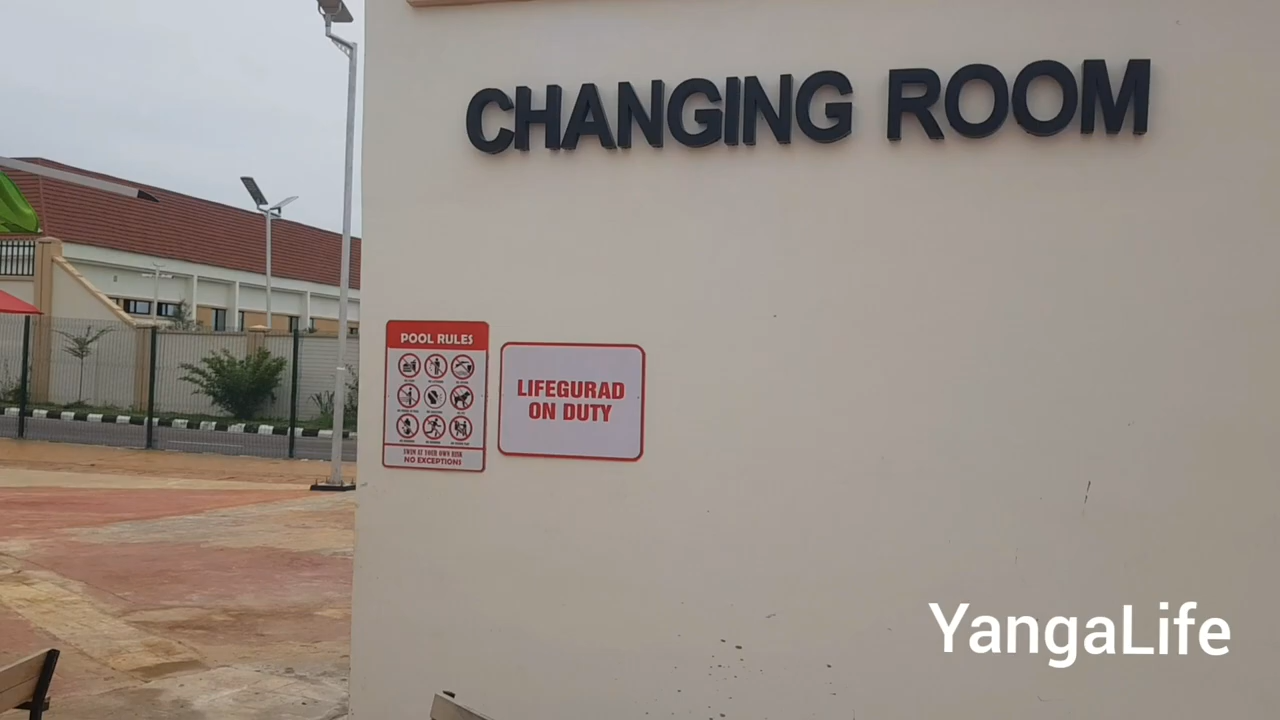 CHANGING ROOM
POOL RULES
SWIM AT YOUR OWN RISK
NO EXCEPTIONS
LIFEGURAD
ON DUTY
YangaLife